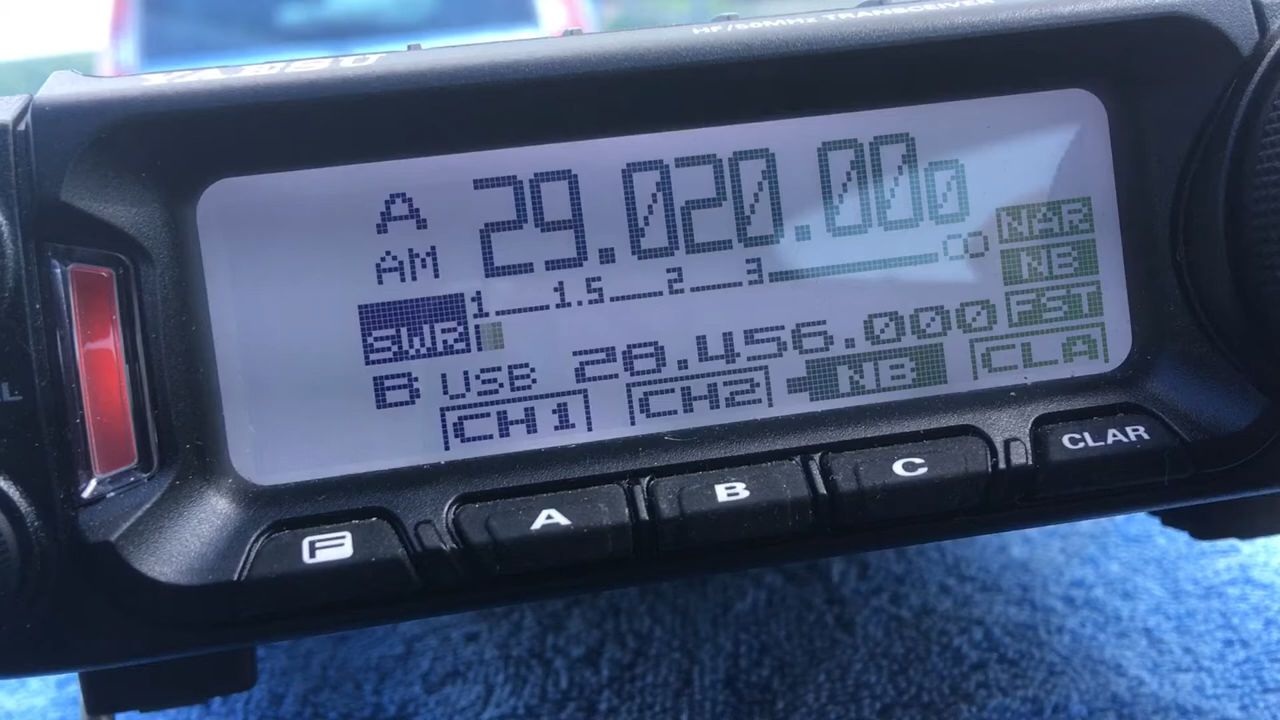 YAESU HF/50MHz TRANSCEIVER
A 29.020.000
AM NAR
1 1.5 2 3 ∞ NB
SWR FST
B USB 28.456.000
CH1 CH2 NB CLA
F A B C CLAR